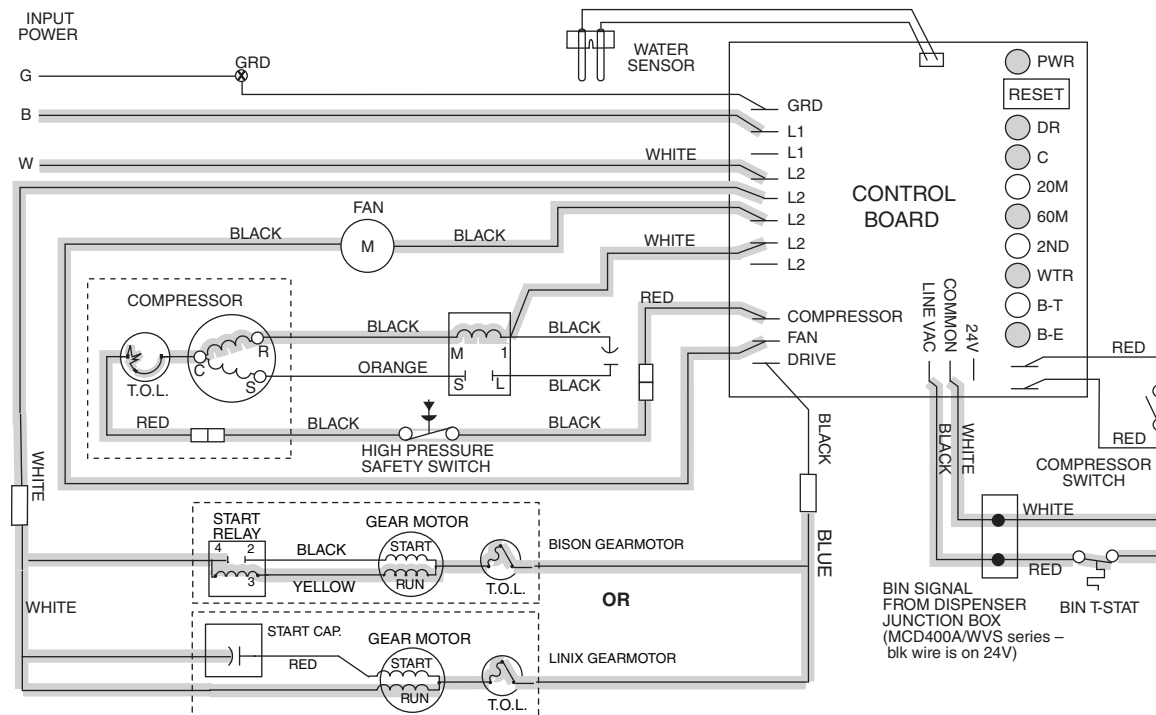 INPUT
POWER
G
GRD
B
W
WHITE
WATER
SENSOR
GRD
L1
L1
L2
L2
L2
L2
L2
COMPRESSOR
FAN
DRIVE
CONTROL
BOARD
PWR
RESET
DR
C
20M
60M
2ND
WTR
B-T
B-E
LINE VAC
COMMON
24V
FAN
M
BLACK
BLACK
WHITE
COMPRESSOR
T.O.L.
C
R
S
BLACK
ORANGE
M
1
S
L
BLACK
BLACK
RED
RED
BLACK
BLACK
HIGH PRESSURE
SAFETY SWITCH
BLACK
BLUE
WHITE
WHITE
START
RELAY
4
2
3
BLACK
YELLOW
GEAR MOTOR
START
RUN
T.O.L.
BISON GEARMOTOR
OR
START CAP.
RED
GEAR MOTOR
START
RUN
T.O.L.
LINIX GEARMOTOR
BLACK
WHITE
RED
RED
COMPRESSOR
SWITCH
WHITE
RED
BIN T-STAT
BIN SIGNAL
FROM DISPENSER
JUNCTION BOX
(MCD400A/WVS series –
blk wire is on 24V)